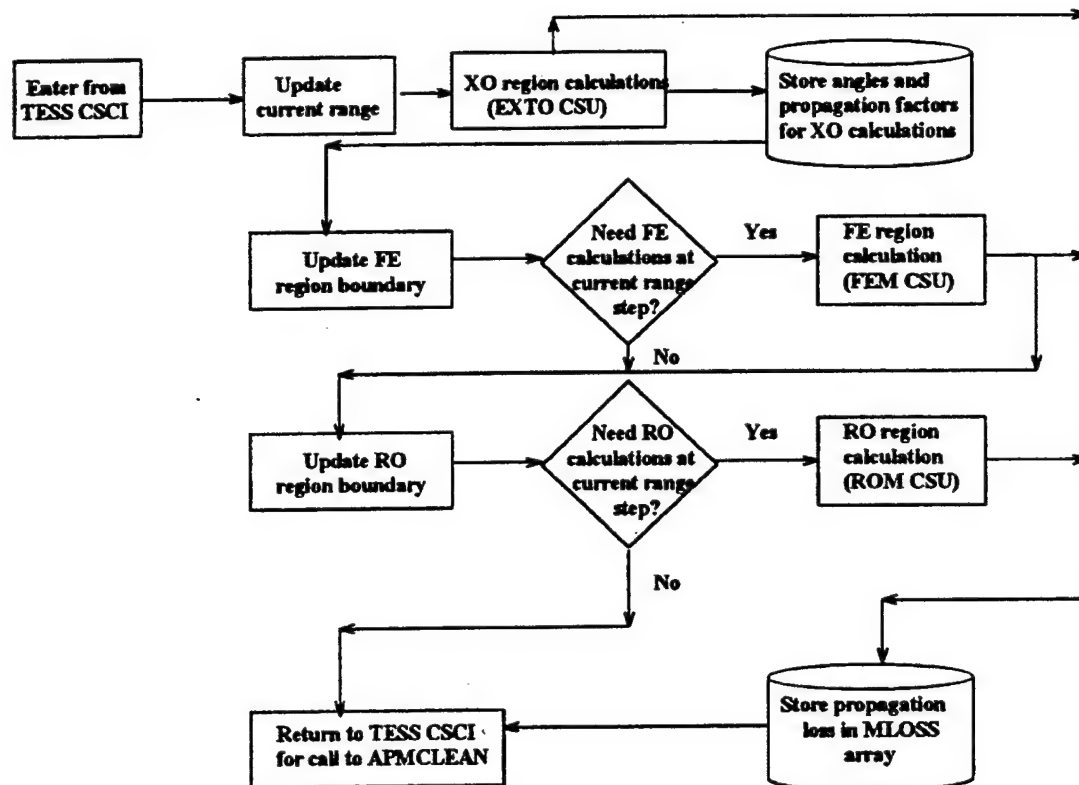 Enter from
TESS CSCI
Update
current range
XO region calculations
(EXTO CSU)
Store angles and
propagation factors
for XO calculations
Update FE
region boundary
Need FE
calculations at
current range
step?
Yes
FE region
calculation
(FEM CSU)
No
Update RO
region boundary
Need RO
calculations at
current range
step?
Yes
RO region
calculation
(ROM CSU)
No
Return to TESS CSCI
for call to APMCLEAN
Store propagation
loss in MLOSS
array